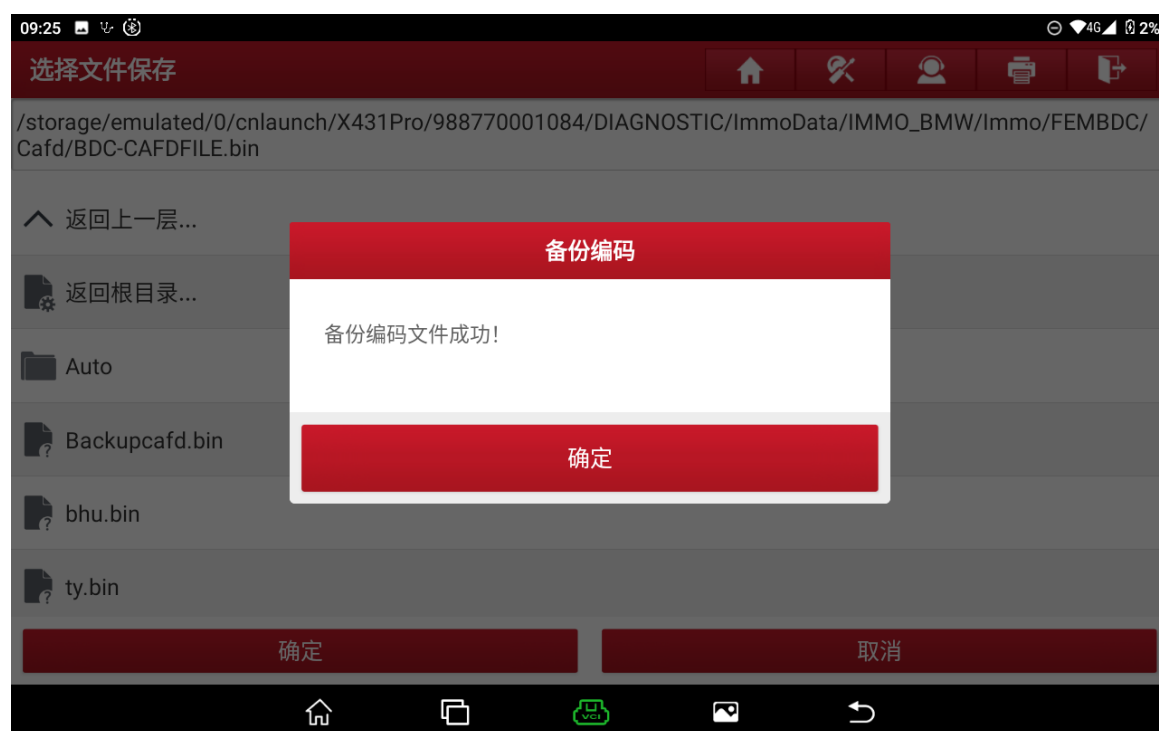 09:25
4G
2%
选择文件保存
/storage/emulated/0/cnlaunch/X431Pro/988770001084/DIAGNOSTIC/ImmoData/IMMO_BMW/Immo/FEMBDC/
Cafd/BDC-CAFDFILE.bin
返回上一层...
备份编码
返回根目录...
备份编码文件成功!
Auto
Backupcafd.bin
确定
bhu.bin
ty.bin
确定
取消
VCI